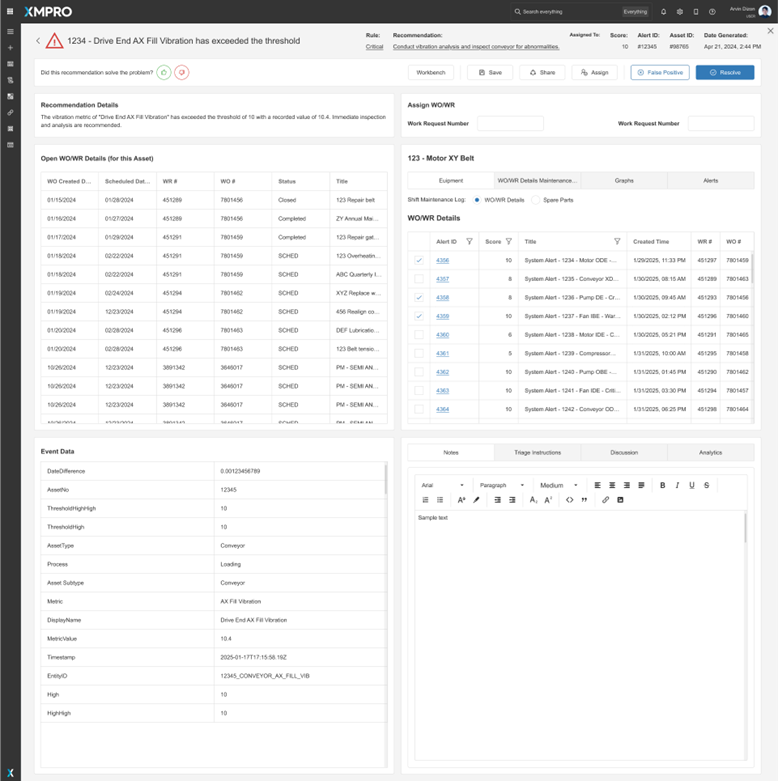 XMPRO
Search everything
Everything
Arvin Dizon
USER
1234 - Drive End AX Fill Vibration has exceeded the threshold
Rule:
Critical
Recommendation:
Conduct vibration analysis and inspect conveyor for abnormalities.
Assigned To:
Score:
10
Alert ID:
#12345
Asset ID:
#98765
Date Generated:
Apr 21, 2024, 2:44 PM
Did this recommendation solve the problem?
Workbench
Save
Share
Assign
False Positive
Resolve
Recommendation Details
The vibration metric of "Drive End AX Fill Vibration" has exceeded the threshold of 10 with a recorded value of 10.4. Immediate inspection
and analysis are recommended.
Assign WO/WR
Work Request Number
Work Request Number
Open WO/WR Details (for this Asset)
WO Created D... Scheduled Dat... WR # WO # Status Title
01/15/2024 01/28/2024 451289 7801456 Closed 123 Repair belt
01/16/2024 01/27/2024 451289 7801456 Completed ZY Annual Mai...
01/17/2024 01/29/2024 451291 7801459 Completed 123 Repair gat...
01/18/2024 02/22/2024 451291 7801459 SCHED 123 Overheatin...
01/18/2024 02/22/2024 451291 7801459 SCHED ABC Quarterly t...
01/19/2024 02/24/2024 451294 7801462 SCHED XYZ Replace w...
01/19/2024 12/23/2024 451294 7801462 SCHED 456 Realign co...
01/20/2024 02/28/2024 451296 7801463 SCHED DEF Lubricatio...
01/20/2024 02/28/2024 451296 7801463 SCHED 123 Belt tensio...
10/26/2024 12/23/2024 3891342 3646017 SCHED PM - SEMI AN...
10/26/2024 12/23/2024 3891342 3646017 SCHED PM - SEMI AN...
10/26/2024 12/23/2024 3891342 3646017 SCHED PM - SEMI AN...
123 - Motor XY Belt
Euipment
WO/WR Details Maintenance...
Graphs
Alerts
Shift Maintenance Log: WO/WR Details Spare Parts
WO/WR Details
Alert ID Score Title Created Time WR # WO #
4356 10 System Alert - 1234 - Motor ODE -... 1/29/2025, 11:33 PM 451297 7801459
4357 8 System Alert - 1235 - Conveyor XD... 1/30/2025, 08:15 AM 451289 7801463
4358 8 System Alert - 1236 - Pump DE - Cr... 1/30/2025, 09:45 AM 451293 7801456
4359 10 System Alert - 1237 - Fan IBE - War... 1/30/2025, 02:12 PM 451296 7801460
4360 6 System Alert - 1238 - Motor IDE - C... 1/30/2025, 05:21 PM 451291 7801465
4361 5 System Alert - 1239 - Compressor... 1/31/2025, 10:00 AM 451295 7801458
4362 10 System Alert - 1240 - Pump OBE -... 1/31/2025, 01:45 PM 451290 7801462
4363 10 System Alert - 1241 - Fan IDE - Criti... 1/31/2025, 03:30 PM 451294 7801457
4364 10 System Alert - 1242 - Conveyor OD... 1/31/2025, 06:25 PM 451298 7801464
Event Data
DateDifference 0.00123456789
AssetNo 12345
ThresholdHighHigh 10
ThresholdHigh 10
AssetType Conveyor
Process Loading
Asset Subtype Conveyor
Metric AX Fill Vibration
DisplayName Drive End AX Fill Vibration
MetricValue 10.4
Timestamp 2025-01-17T17:15:58.19Z
EntityID 12345_CONVEYOR_AX_FILL_VIB
High 10
HighHigh 10
Notes
Triage Instructions
Discussion
Analytics
Arial Paragraph Medium B I U S
Sample text